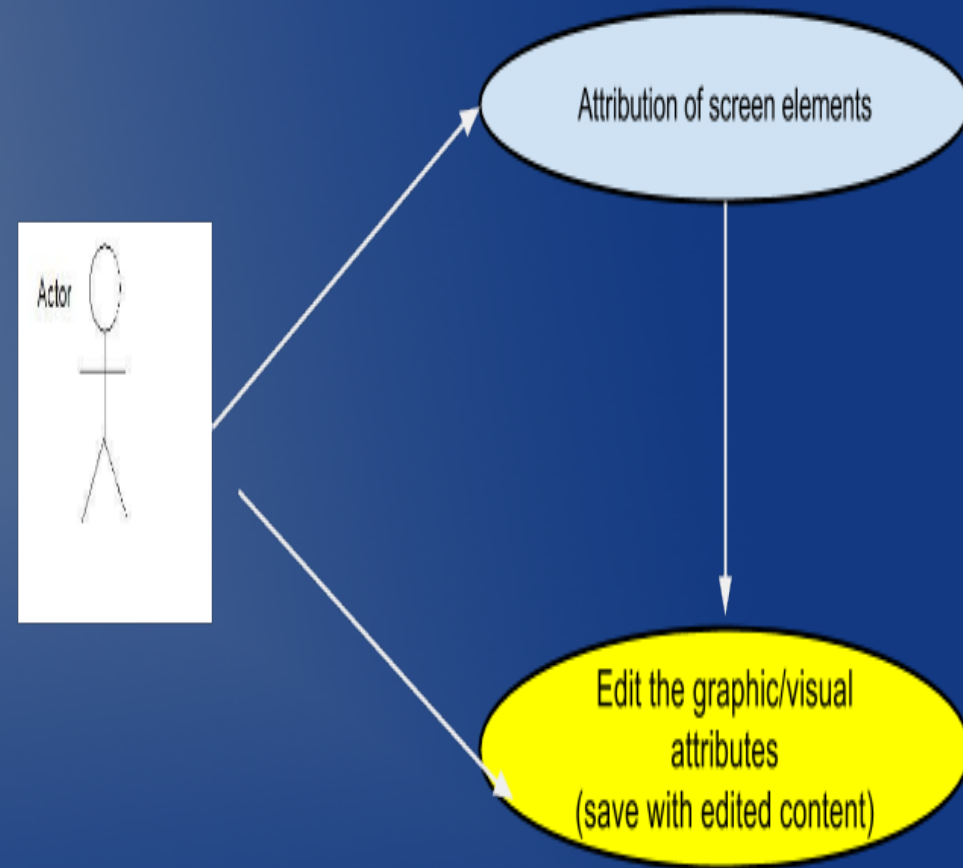 Attribution of screen elements
Actor
Edit the graphic/visual
attributes
(save with edited content)